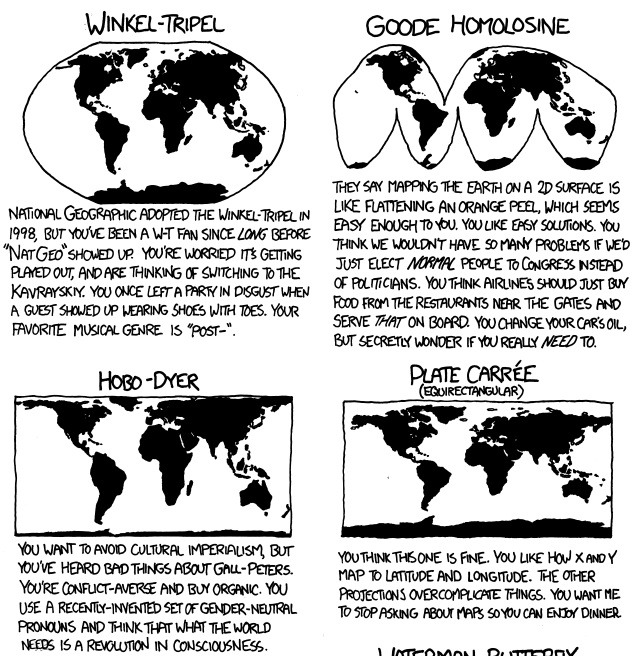 WINKEL-TRIPEL
NATIONAL GEOGRAPHIC ADOPTED THE WINKEL-TRIPEL IN
1998, BUT YOU'VE BEEN A W-T FAN SINCE LONG BEFORE
"NAT GEO" SHOWED UP. YOU'RE WORRIED IT'S GETTING
PLAYED OUT, AND ARE THINKING OF SWITCHING TO THE
KAVRAYSKIY. YOU ONCE LEFT A PARTY IN DISGUST WHEN
A GUEST SHOWED UP WEARING SHOES WITH TOES. YOUR
FAVORITE MUSICAL GENRE IS "POST-".
GOODE HOMOLOSINE
THEY SAY MAPPING THE EARTH ON A 2D SURFACE IS
LIKE FLATTENING AN ORANGE PEEL, WHICH SEEMS
EASY ENOUGH TO YOU. YOU LIKE EASY SOLUTIONS. YOU
THINK WE WOULDN'T HAVE SO MANY PROBLEMS IF WE'D
JUST ELECT NORMAL PEOPLE TO CONGRESS INSTEAD
OF POLITICIANS. YOU THINK AIRLINES SHOULD JUST BUY
FOOD FROM THE RESTAURANTS NEAR THE GATES AND
SERVE THAT ON BOARD. YOU CHANGE YOUR CAR'S OIL,
BUT SECRETLY WONDER IF YOU REALLY NEED TO.
HOBO-DYER
YOU WANT TO AVOID CULTURAL IMPERIALISM, BUT
YOU'VE HEARD BAD THINGS ABOUT GALL-PETERS.
YOU'RE CONFLICT-AVERSE AND BUY ORGANIC. YOU
USE A RECENTLY-INVENTED SET OF GENDER-NEUTRAL
PRONOUNS AND THINK THAT WHAT THE WORLD
NEEDS IS A REVOLUTION IN CONSCIOUSNESS.
PLATE CARRÉE
(EQUIRECTANGULAR)
YOU THINK THIS ONE IS FINE. YOU LIKE HOW X AND Y
MAP TO LATITUDE AND LONGITUDE. THE OTHER
PROJECTIONS OVERCOMPLICATE THINGS. YOU WANT ME
TO STOP ASKING ABOUT MAPS SO YOU CAN ENJOY DINNER.